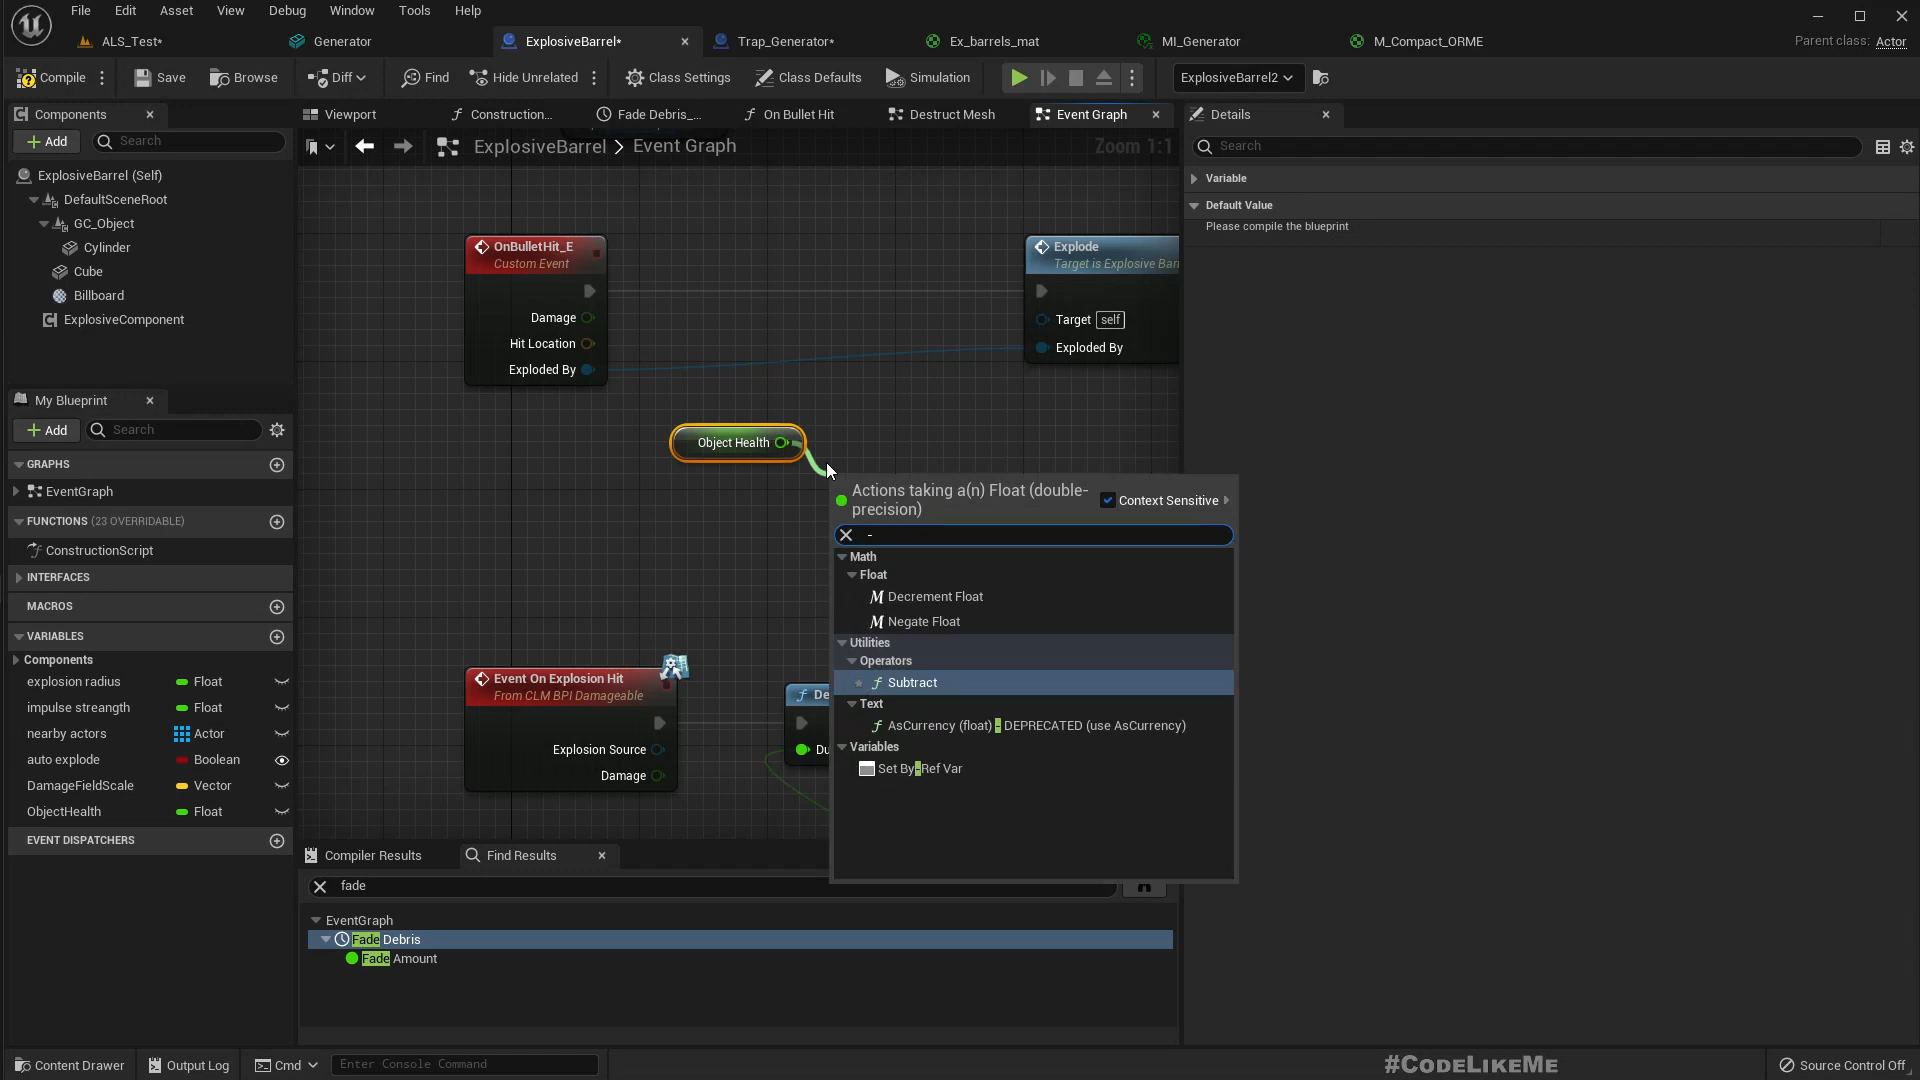 File Edit Asset View Debug Window Tools Help
ALS_Test* Generator ExplosiveBarrel* Trap_Generator* Ex_barrels_mat MI_Generator M_Compact_ORME Parent class: Actor
Compile Save Browse Diff Find Hide Unrelated Class Settings Class Defaults Simulation ExplosiveBarrel2
Components
Add Search
ExplosiveBarrel (Self)
DefaultSceneRoot
GC_Object
Cylinder
Cube
Billboard
ExplosiveComponent
My Blueprint
Add Search
GRAPHS
EventGraph
FUNCTIONS (23 OVERRIDABLE)
ConstructionScript
INTERFACES
MACROS
VARIABLES
Components
explosion radius Float
impulse streangth Float
nearby actors Actor
auto explode Boolean
DamageFieldScale Vector
ObjectHealth Float
EVENT DISPATCHERS
Viewport Construction... Fade Debris_... On Bullet Hit Destruct Mesh Event Graph
ExplosiveBarrel > Event Graph Zoom 1:1
OnBulletHit_E
Custom Event
Damage
Hit Location
Exploded By
Explode
Target is Explosive Bar
Target self
Exploded By
Object Health
Event On Explosion Hit
From CLM BPI Damageable
Explosion Source
Damage
De
Du
Actions taking a(n) Float (double-
precision)
Context Sensitive
-
Math
Float
Decrement Float
Negate Float
Utilities
Operators
Subtract
Text
AsCurrency (float) - DEPRECATED (use AsCurrency)
Variables
Set By-Ref Var
Compiler Results Find Results
fade
EventGraph
Fade Debris
Fade Amount
Details
Search
Variable
Default Value
Please compile the blueprint
Content Drawer Output Log Cmd Enter Console Command #CODELIKEME Source Control Off